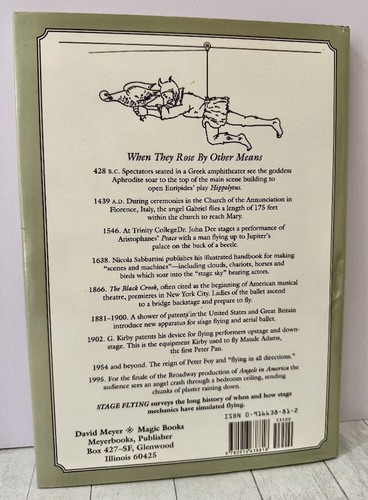 When They Rose By Other Means
428 B.C. Spectators seated in a Greek amphitheater see the goddess
Aphrodite soar to the top of the main scene building to
open Euripides' play Hippolytus.
1439 A.D. During ceremonies in the Church of the Annunciation in
Florence, Italy, the angel Gabriel flies a length of 175 feet
within the church to reach Mary.
1546. At Trinity CollegeDr. John Dee stages a performance of
Aristophanes' Peace with a man flying up to Jupiter's
palace on the back of a beetle.
1638. Nicola Sabbattini publishes his illustrated handbook for making
"scenes and machines"—including clouds, chariots, horses and
birds which soar into the "stage sky" bearing actors.
1866. The Black Crook, often cited as the beginning of American musical
theatre, premieres in New York City. Ladies of the ballet ascend
to a bridge backstage and prepare to fly.
1881–1900. A shower of patents in the United States and Great Britain
introduce new apparatus for stage flying and aerial ballet.
1902. G. Kirby patents his device for flying performers upstage and down-
stage. This is the equipment Kirby used to fly Maude Adams,
the first Peter Pan.
1954 and beyond. The reign of Peter Foy and "flying in all directions."
1995. For the finale of the Broadway production of Angels in America the
audience sees an angel crash through a bedroom ceiling, sending
chunks of plaster raining down.
STAGE FLYING surveys the long history of when and how stage
mechanics have simulated flying.
David Meyer • Magic Books
Meyerbooks, Publisher
Box 427–SF, Glenwood
Illinois 60425
ISBN 0-916638-81-2